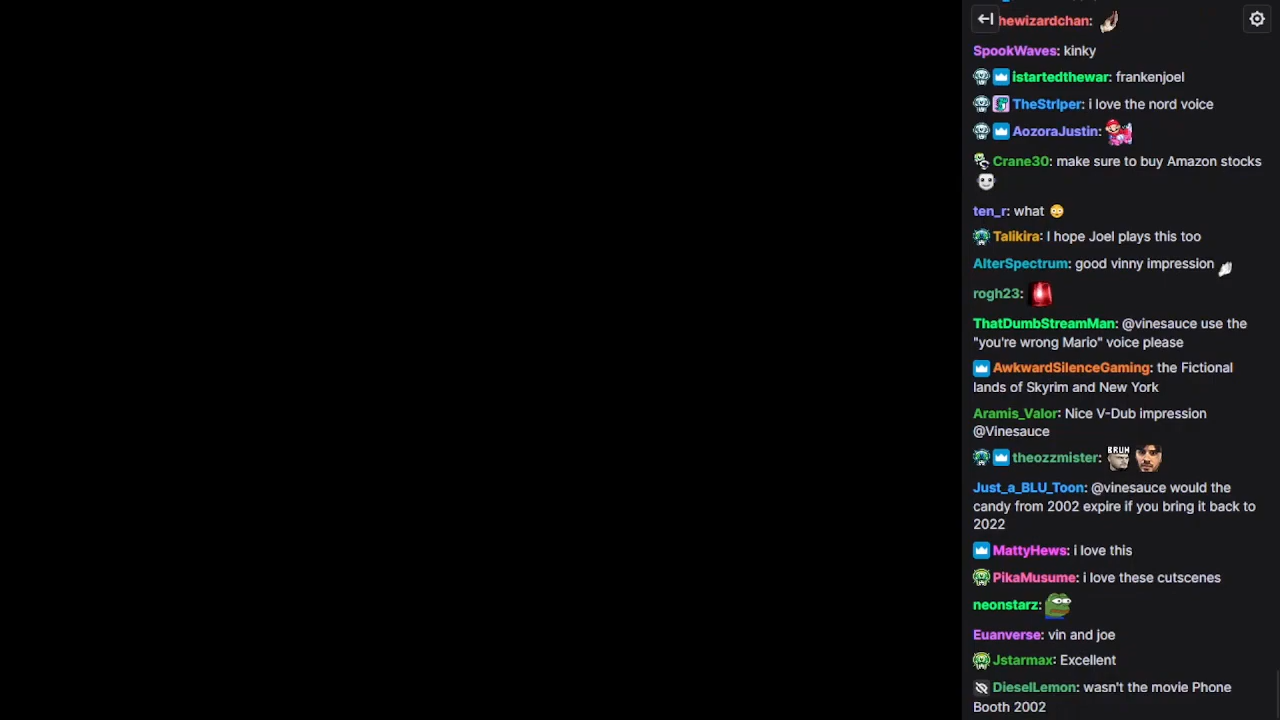 hewizardchan:
SpookWaves: kinky
istartedthewar: frankenjoel
TheStrIper: i love the nord voice
AozoraJustin:
Crane30: make sure to buy Amazon stocks
ten_r: what
Talikira: I hope Joel plays this too
AlterSpectrum: good vinny impression
rogh23:
ThatDumbStreamMan: @vinesauce use the
"you're wrong Mario" voice please
AwkwardSilenceGaming: the Fictional
lands of Skyrim and New York
Aramis_Valor: Nice V-Dub impression
@Vinesauce
theozzmister: BRUH
Just_a_BLU_Toon: @vinesauce would the
candy from 2002 expire if you bring it back to
2022
MattyHews: i love this
PikaMusume: i love these cutscenes
neonstarz:
Euanverse: vin and joe
Jstarmax: Excellent
DieselLemon: wasn't the movie Phone
Booth 2002